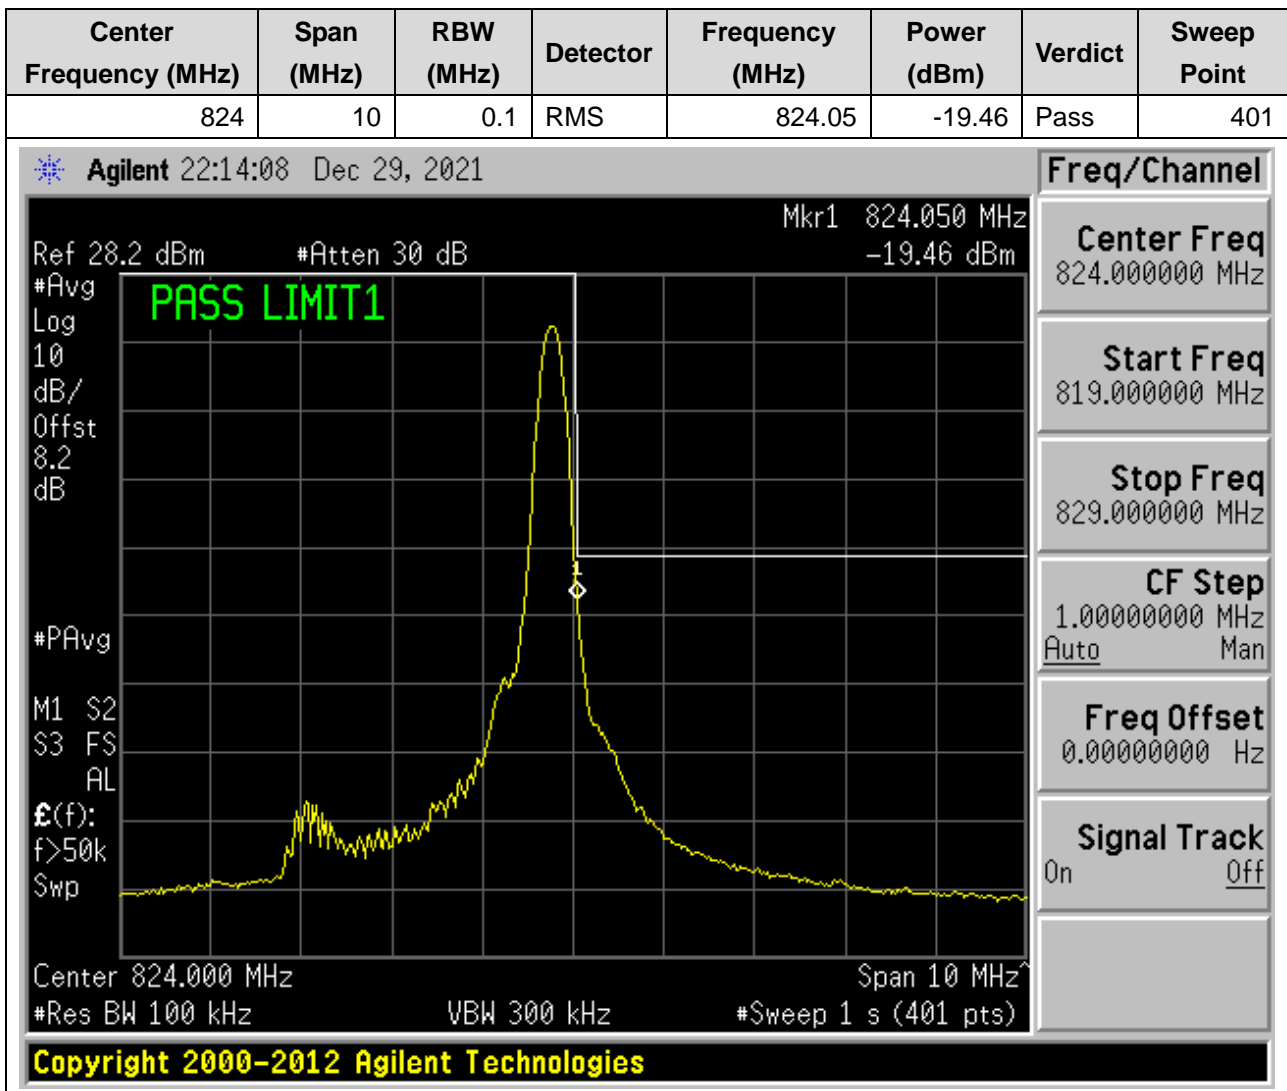 Center Frequency (MHz) Span (MHz) RBW (MHz) Detector Frequency (MHz) Power (dBm) Verdict Sweep Point
824 10 0.1 RMS 824.05 -19.46 Pass 401
Agilent 22:14:08 Dec 29, 2021
Freq/Channel
Mkr1 824.050 MHz
Ref 28.2 dBm #Atten 30 dB -19.46 dBm
#Avg
Log
10
dB/
Offst
8.2
dB
PASS LIMIT1
1
#PAvg
M1 S2
S3 FS
AL
£(f):
f>50k
Swp
Center 824.000 MHz Span 10 MHz^
#Res BW 100 kHz VBW 300 kHz #Sweep 1 s (401 pts)
Center Freq
824.000000 MHz
Start Freq
819.000000 MHz
Stop Freq
829.000000 MHz
CF Step
1.00000000 MHz
Auto Man
Freq Offset
0.00000000 Hz
Signal Track
On Off
Copyright 2000-2012 Agilent Technologies